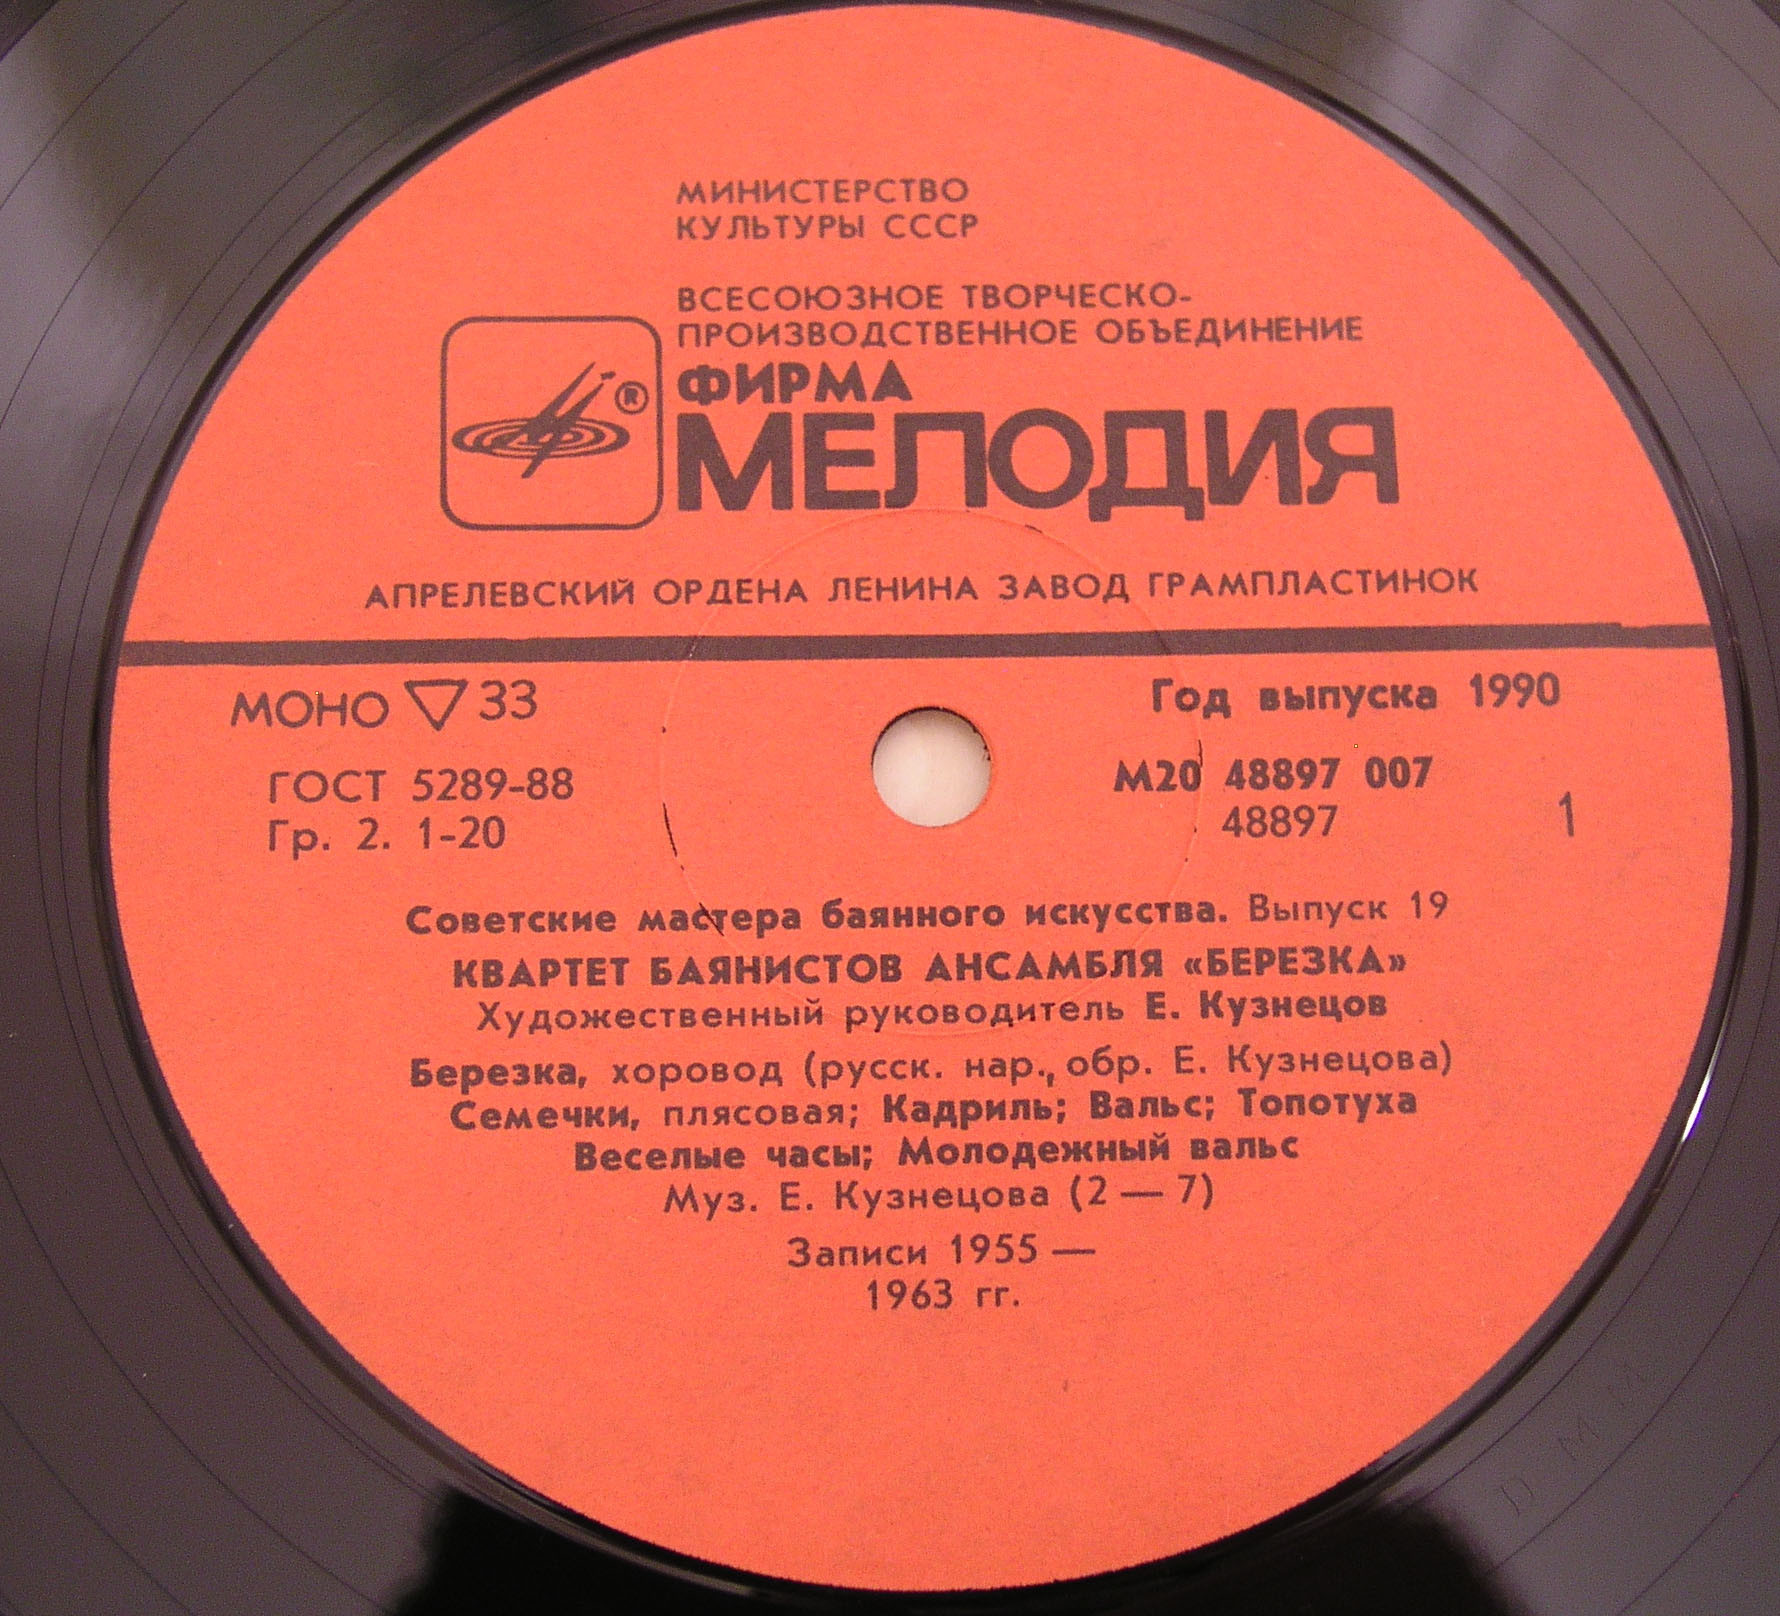 МИНИСТЕРСТВО
КУЛЬТУРЫ СССР
ВСЕСОЮЗНОЕ ТВОРЧЕСКО-
ПРОИЗВОДСТВЕННОЕ ОБЪЕДИНЕНИЕ
®
ФИРМА
МЕЛОДИЯ
АПРЕЛЕВСКИЙ ОРДЕНА ЛЕНИНА ЗАВОД ГРАМПЛАСТИНОК
МОНО ▽ 33
Год выпуска 1990
ГОСТ 5289-88
М20 48897 007
Гр. 2. 1-20
48897
1
Советские мастера баянного искусства. Выпуск 19
КВАРТЕТ БАЯНИСТОВ АНСАМБЛЯ «БЕРЕЗКА»
Художественный руководитель Е. Кузнецов
Березка, хоровод (русск. нар., обр. Е. Кузнецова)
Семечки, плясовая; Кадриль; Вальс; Топотуха
Веселые часы; Молодежный вальс
Муз. Е. Кузнецова (2 — 7)
Записи 1955 —
1963 гг.